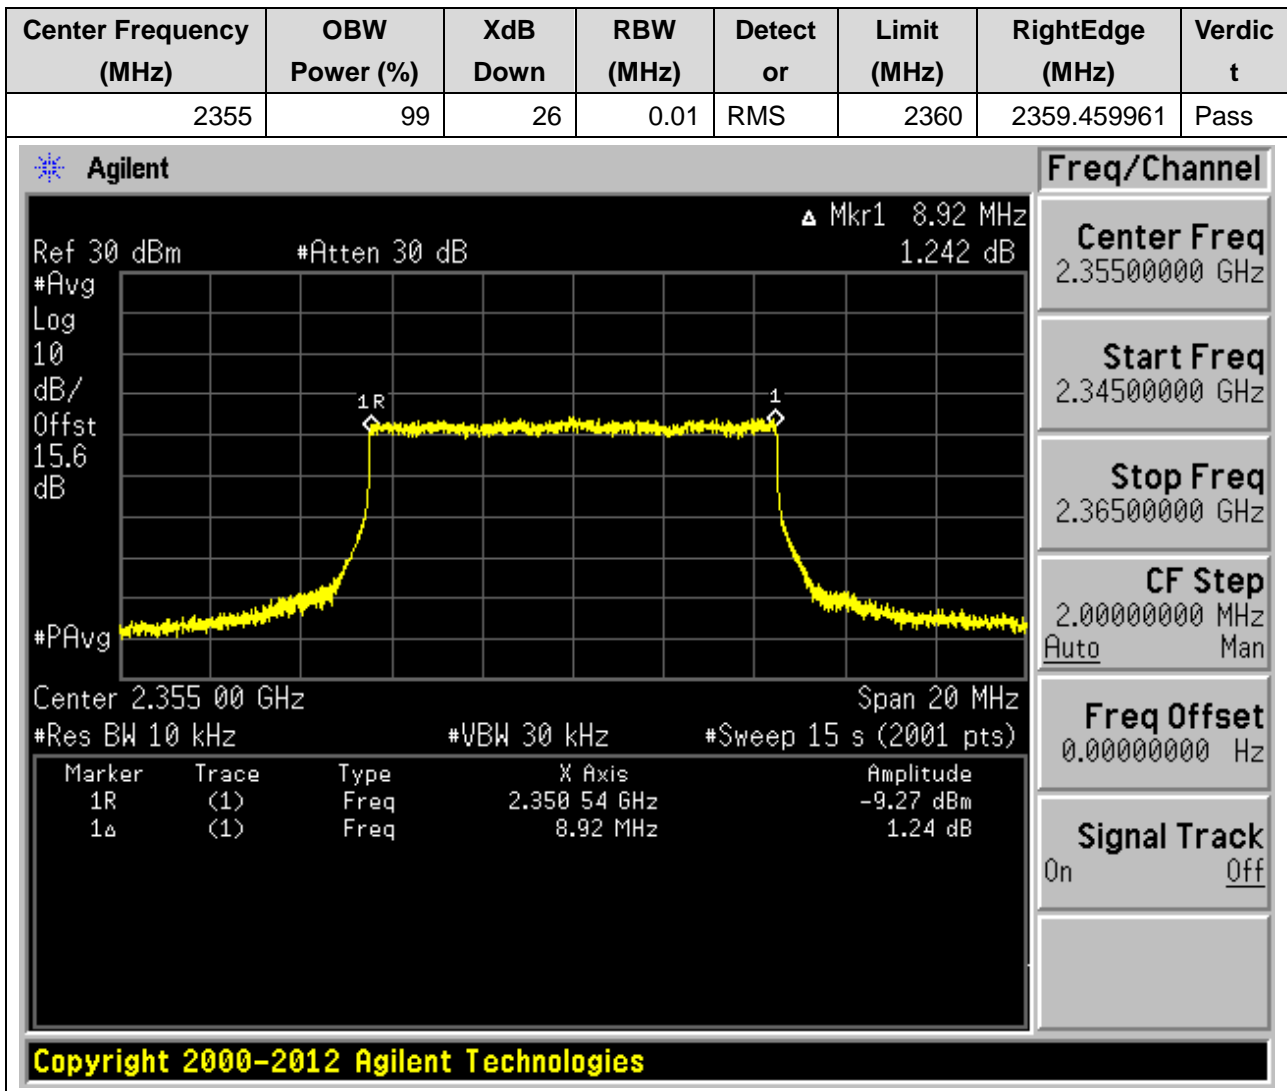 Center Frequency (MHz) OBW Power (%) XdB Down RBW (MHz) Detect or Limit (MHz) RightEdge (MHz) Verdic t
2355 99 26 0.01 RMS 2360 2359.459961 Pass
Agilent
Freq/Channel
Δ Mkr1 8.92 MHz
Ref 30 dBm #Atten 30 dB 1.242 dB
#Avg
Log
10
dB/
Offst
15.6
dB
#PAvg
1R
1
Center 2.355 00 GHz Span 20 MHz
#Res BW 10 kHz #VBW 30 kHz #Sweep 15 s (2001 pts)
Marker Trace Type X Axis Amplitude
1R (1) Freq 2.350 54 GHz -9.27 dBm
1Δ (1) Freq 8.92 MHz 1.24 dB
Center Freq
2.35500000 GHz
Start Freq
2.34500000 GHz
Stop Freq
2.36500000 GHz
CF Step
2.00000000 MHz
Auto Man
Freq Offset
0.00000000 Hz
Signal Track
On Off
Copyright 2000-2012 Agilent Technologies